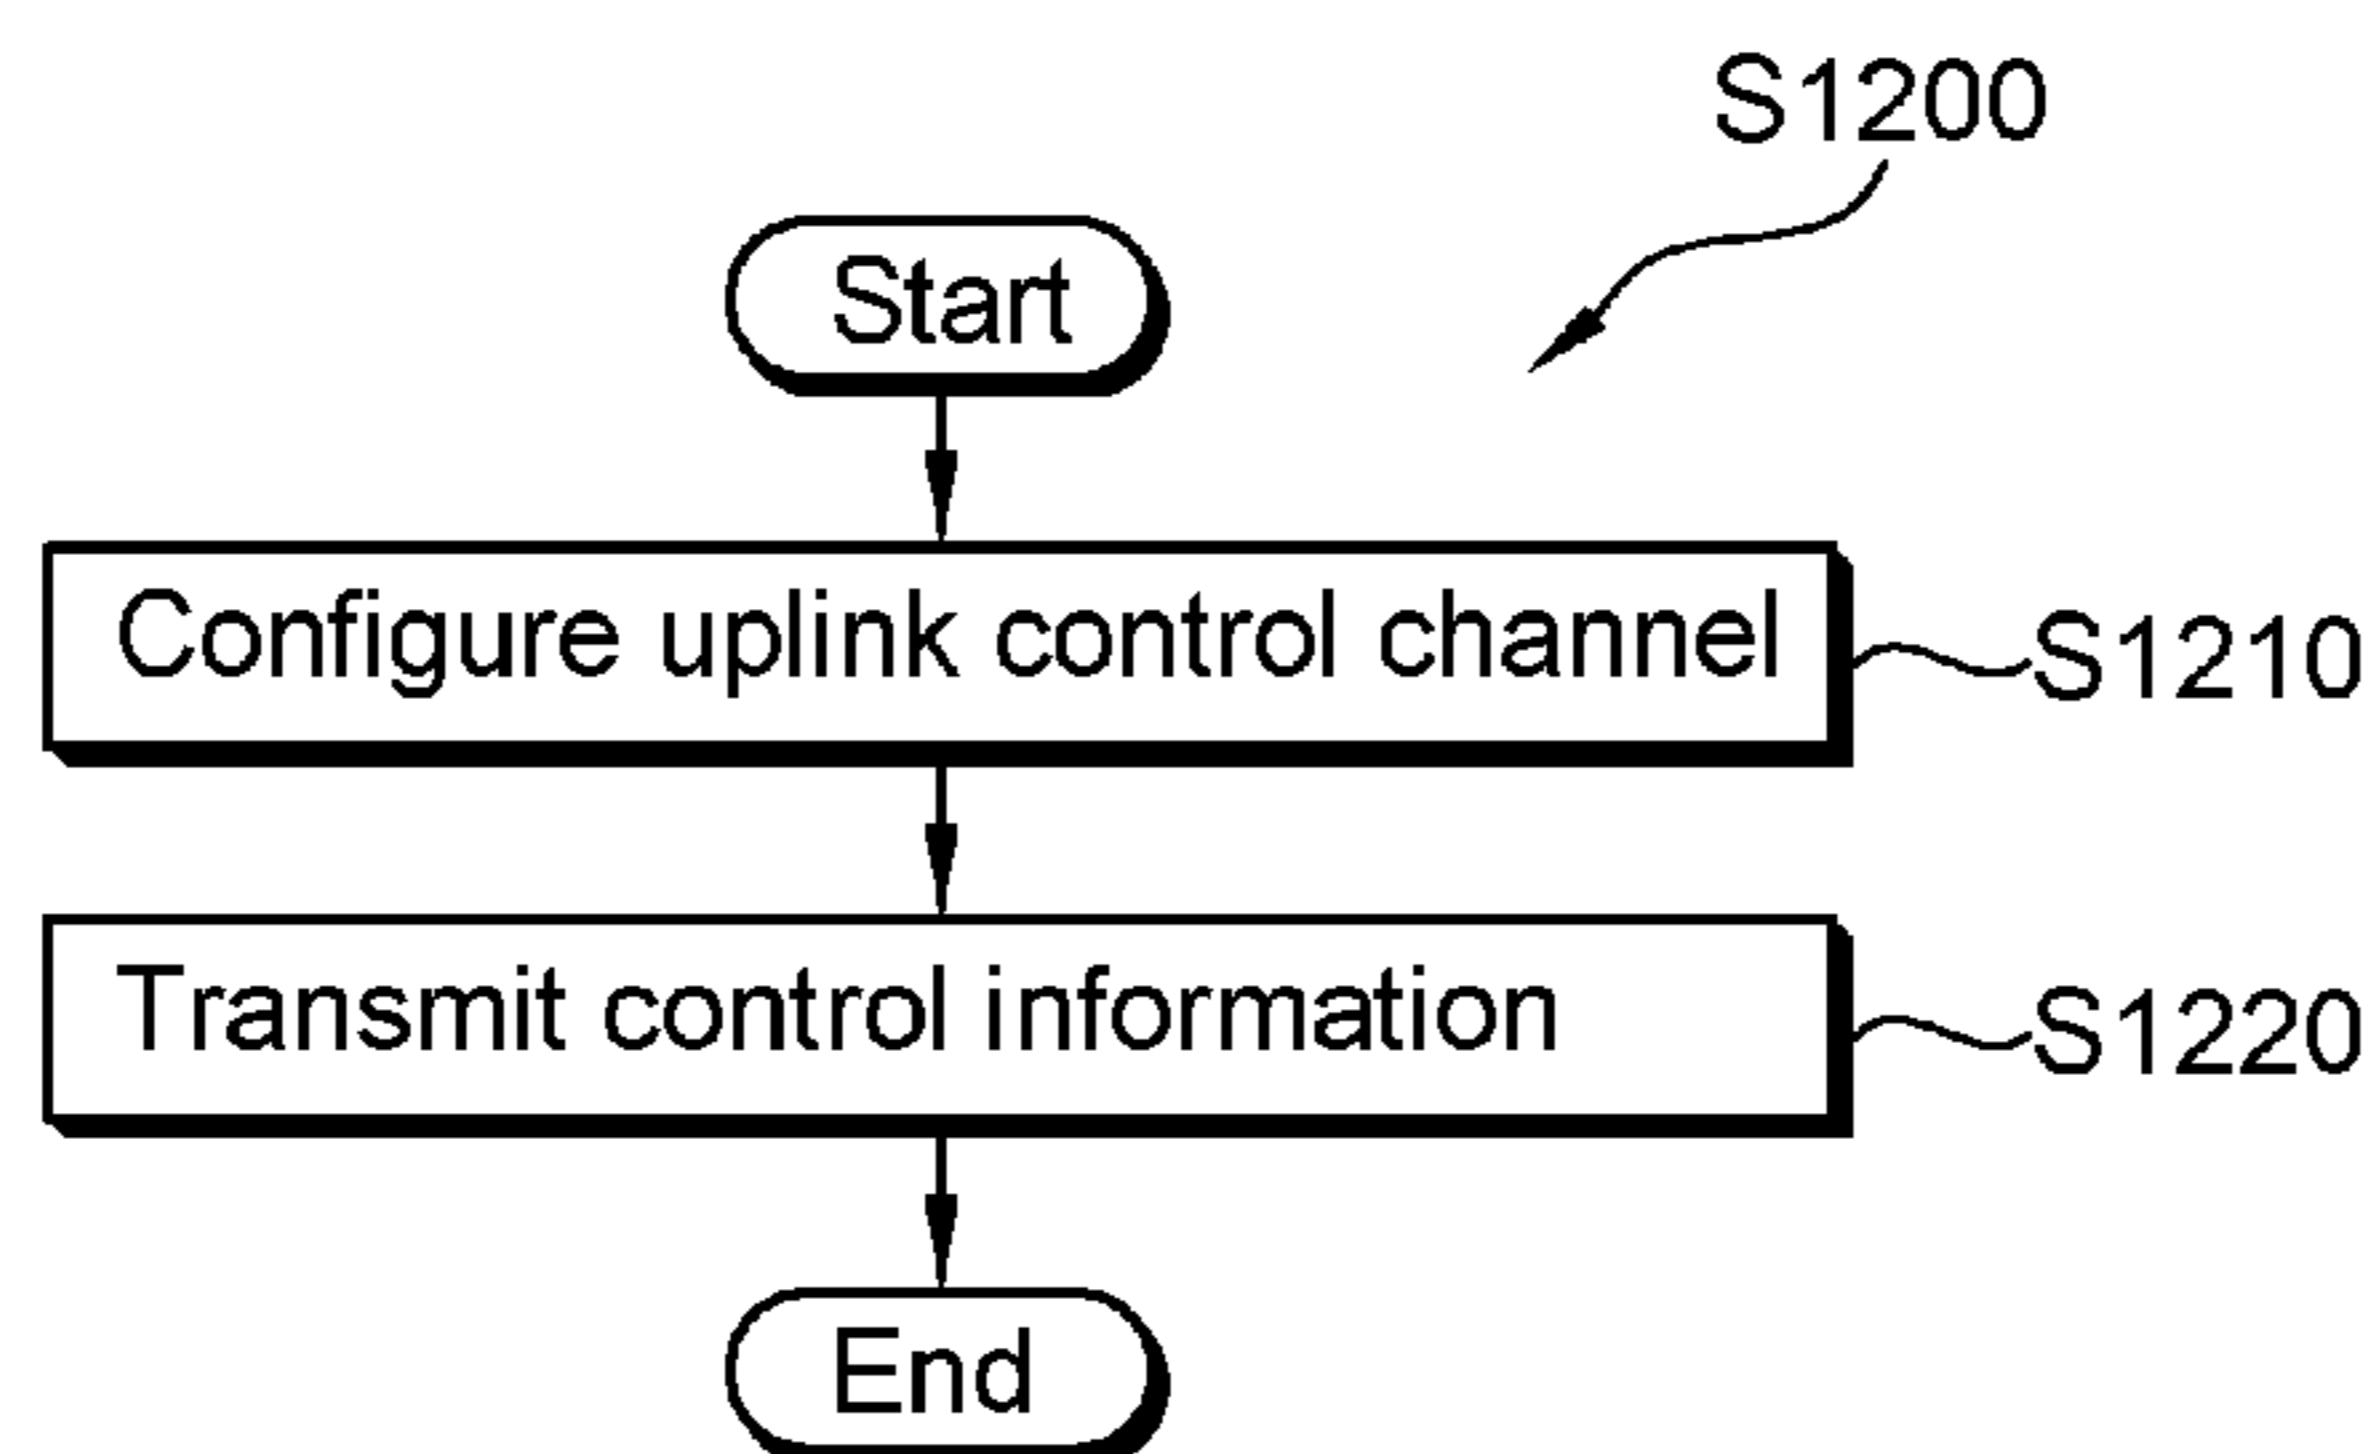 S1200
Start
Configure uplink control channel
S1210
Transmit control information
S1220
End